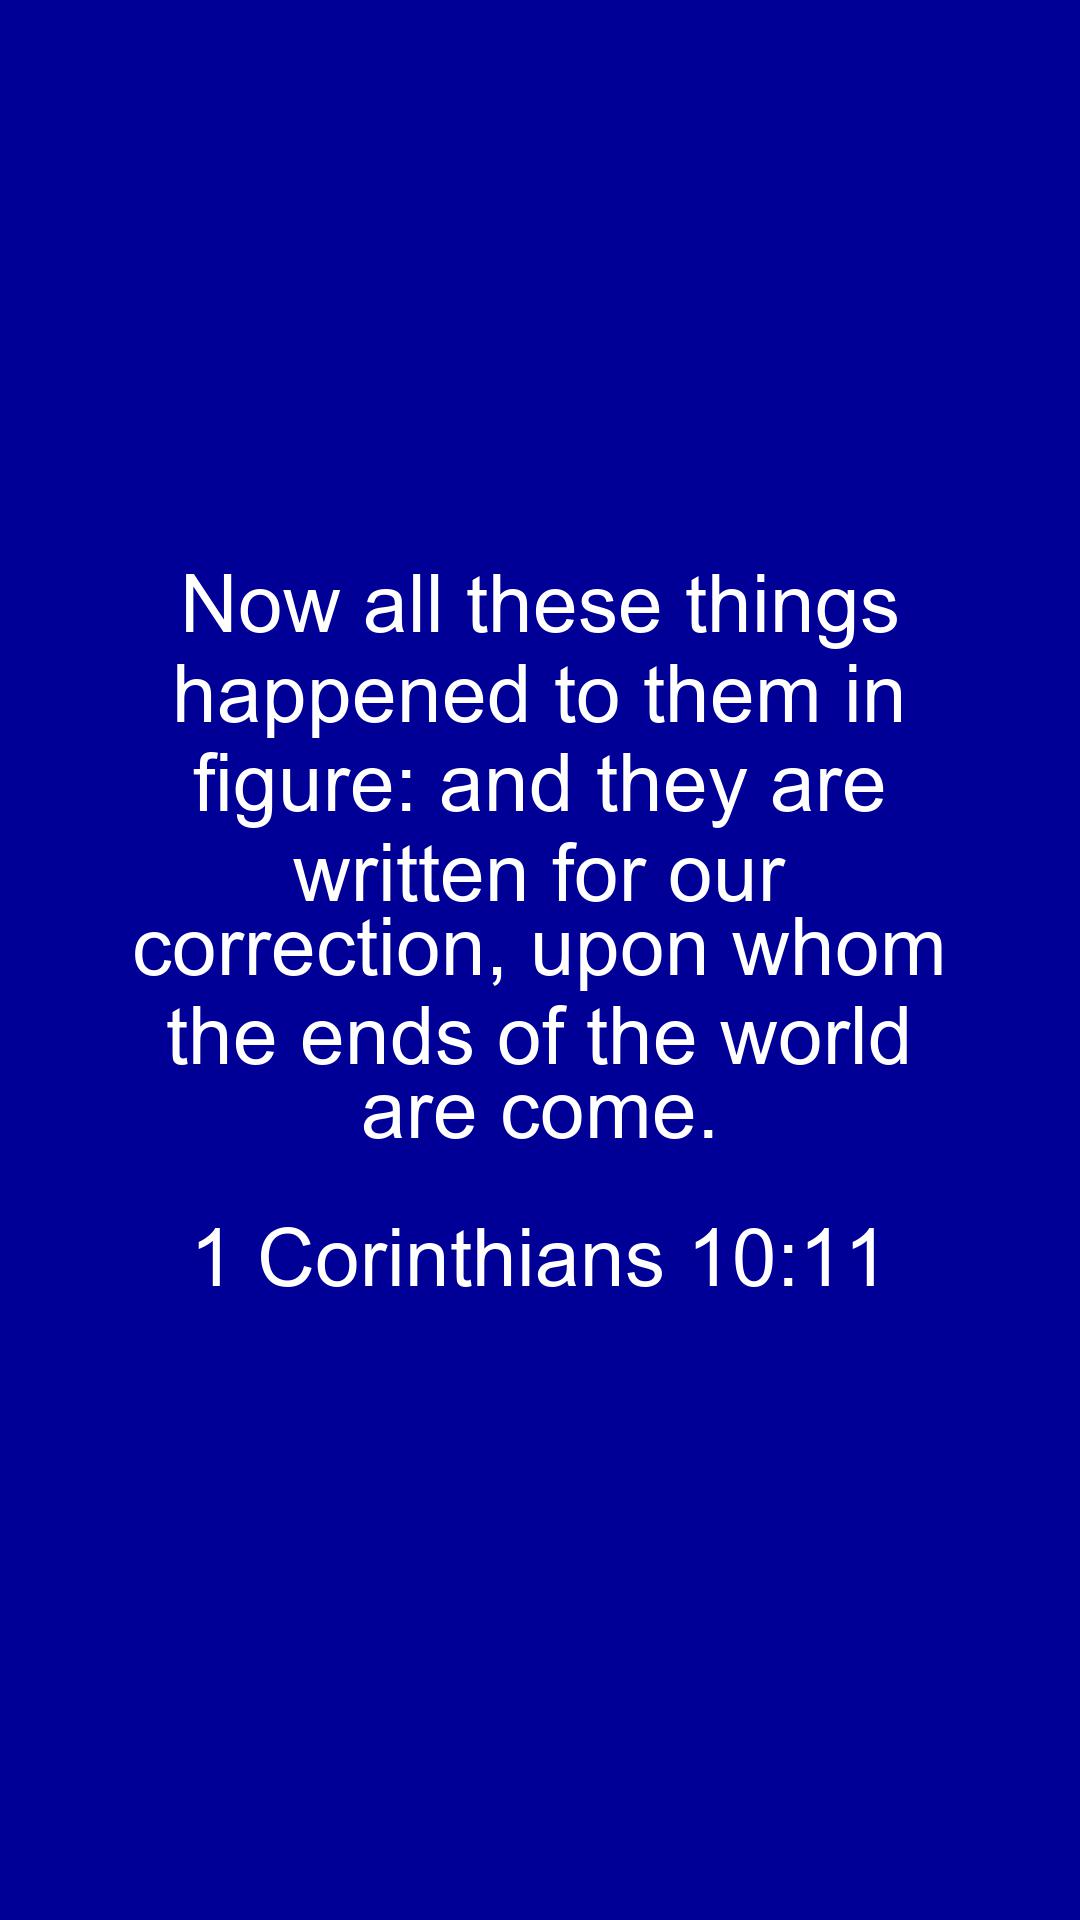 Now all these things
happened to them in
figure: and they are
written for our
correction, upon whom
the ends of the world
are come.
1 Corinthians 10:11